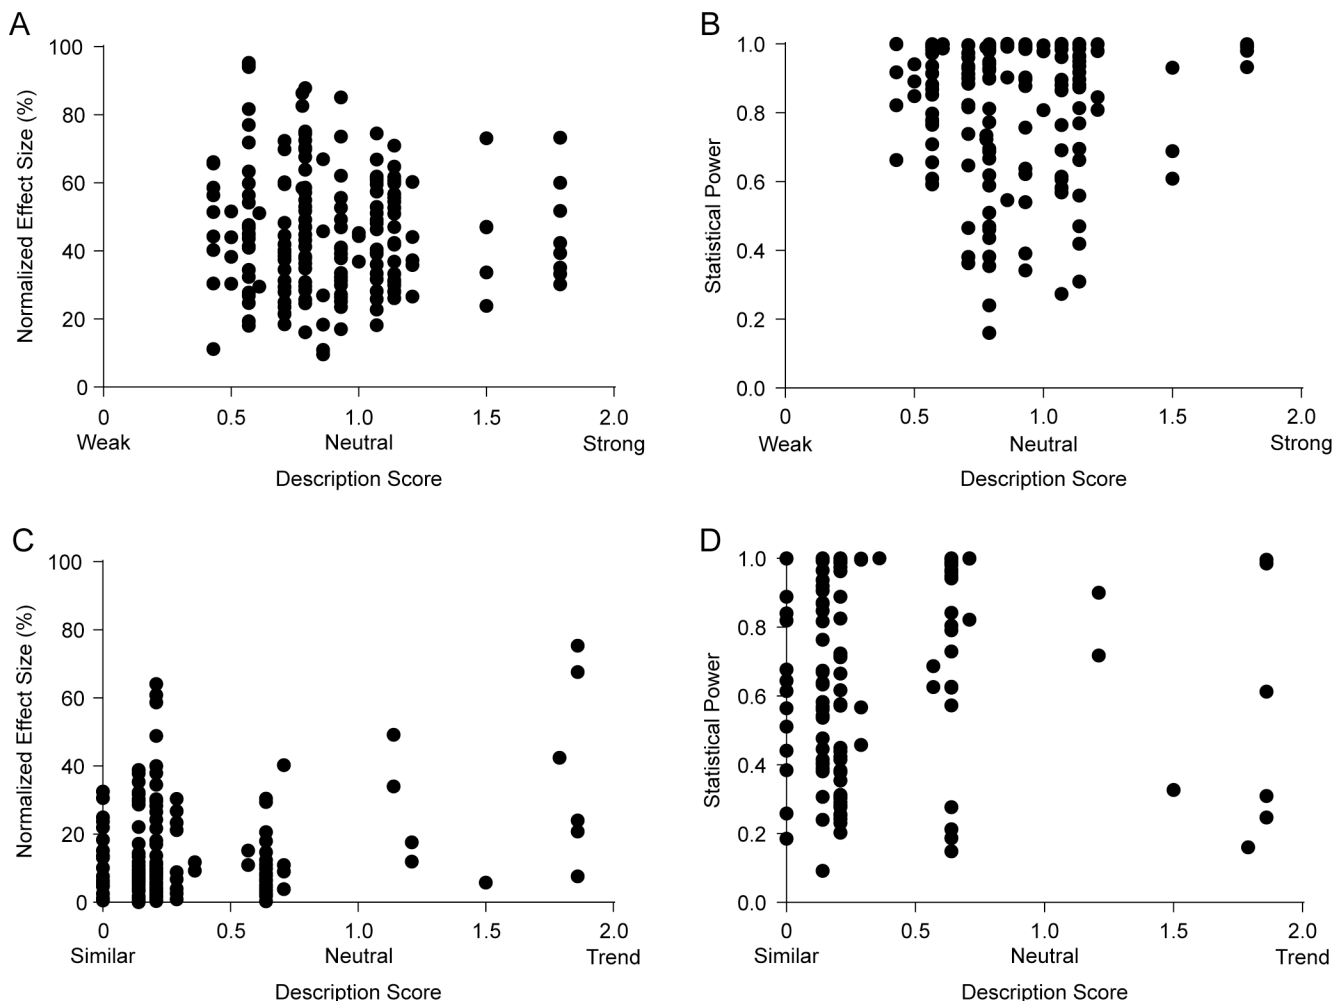 A
100
80
60
40
20
0
Normalized Effect Size (%)
0 0.5 1.0 1.5 2.0
Weak Neutral Strong
Description Score
B
1.0
0.8
0.6
0.4
0.2
0.0
Statistical Power
0 0.5 1.0 1.5 2.0
Weak Neutral Strong
Description Score
C
100
80
60
40
20
0
Normalized Effect Size (%)
0 0.5 1.0 1.5 2.0
Similar Neutral Trend
Description Score
D
1.0
0.8
0.6
0.4
0.2
0.0
Statistical Power
0 0.5 1.0 1.5 2.0
Similar Neutral Trend
Description Score